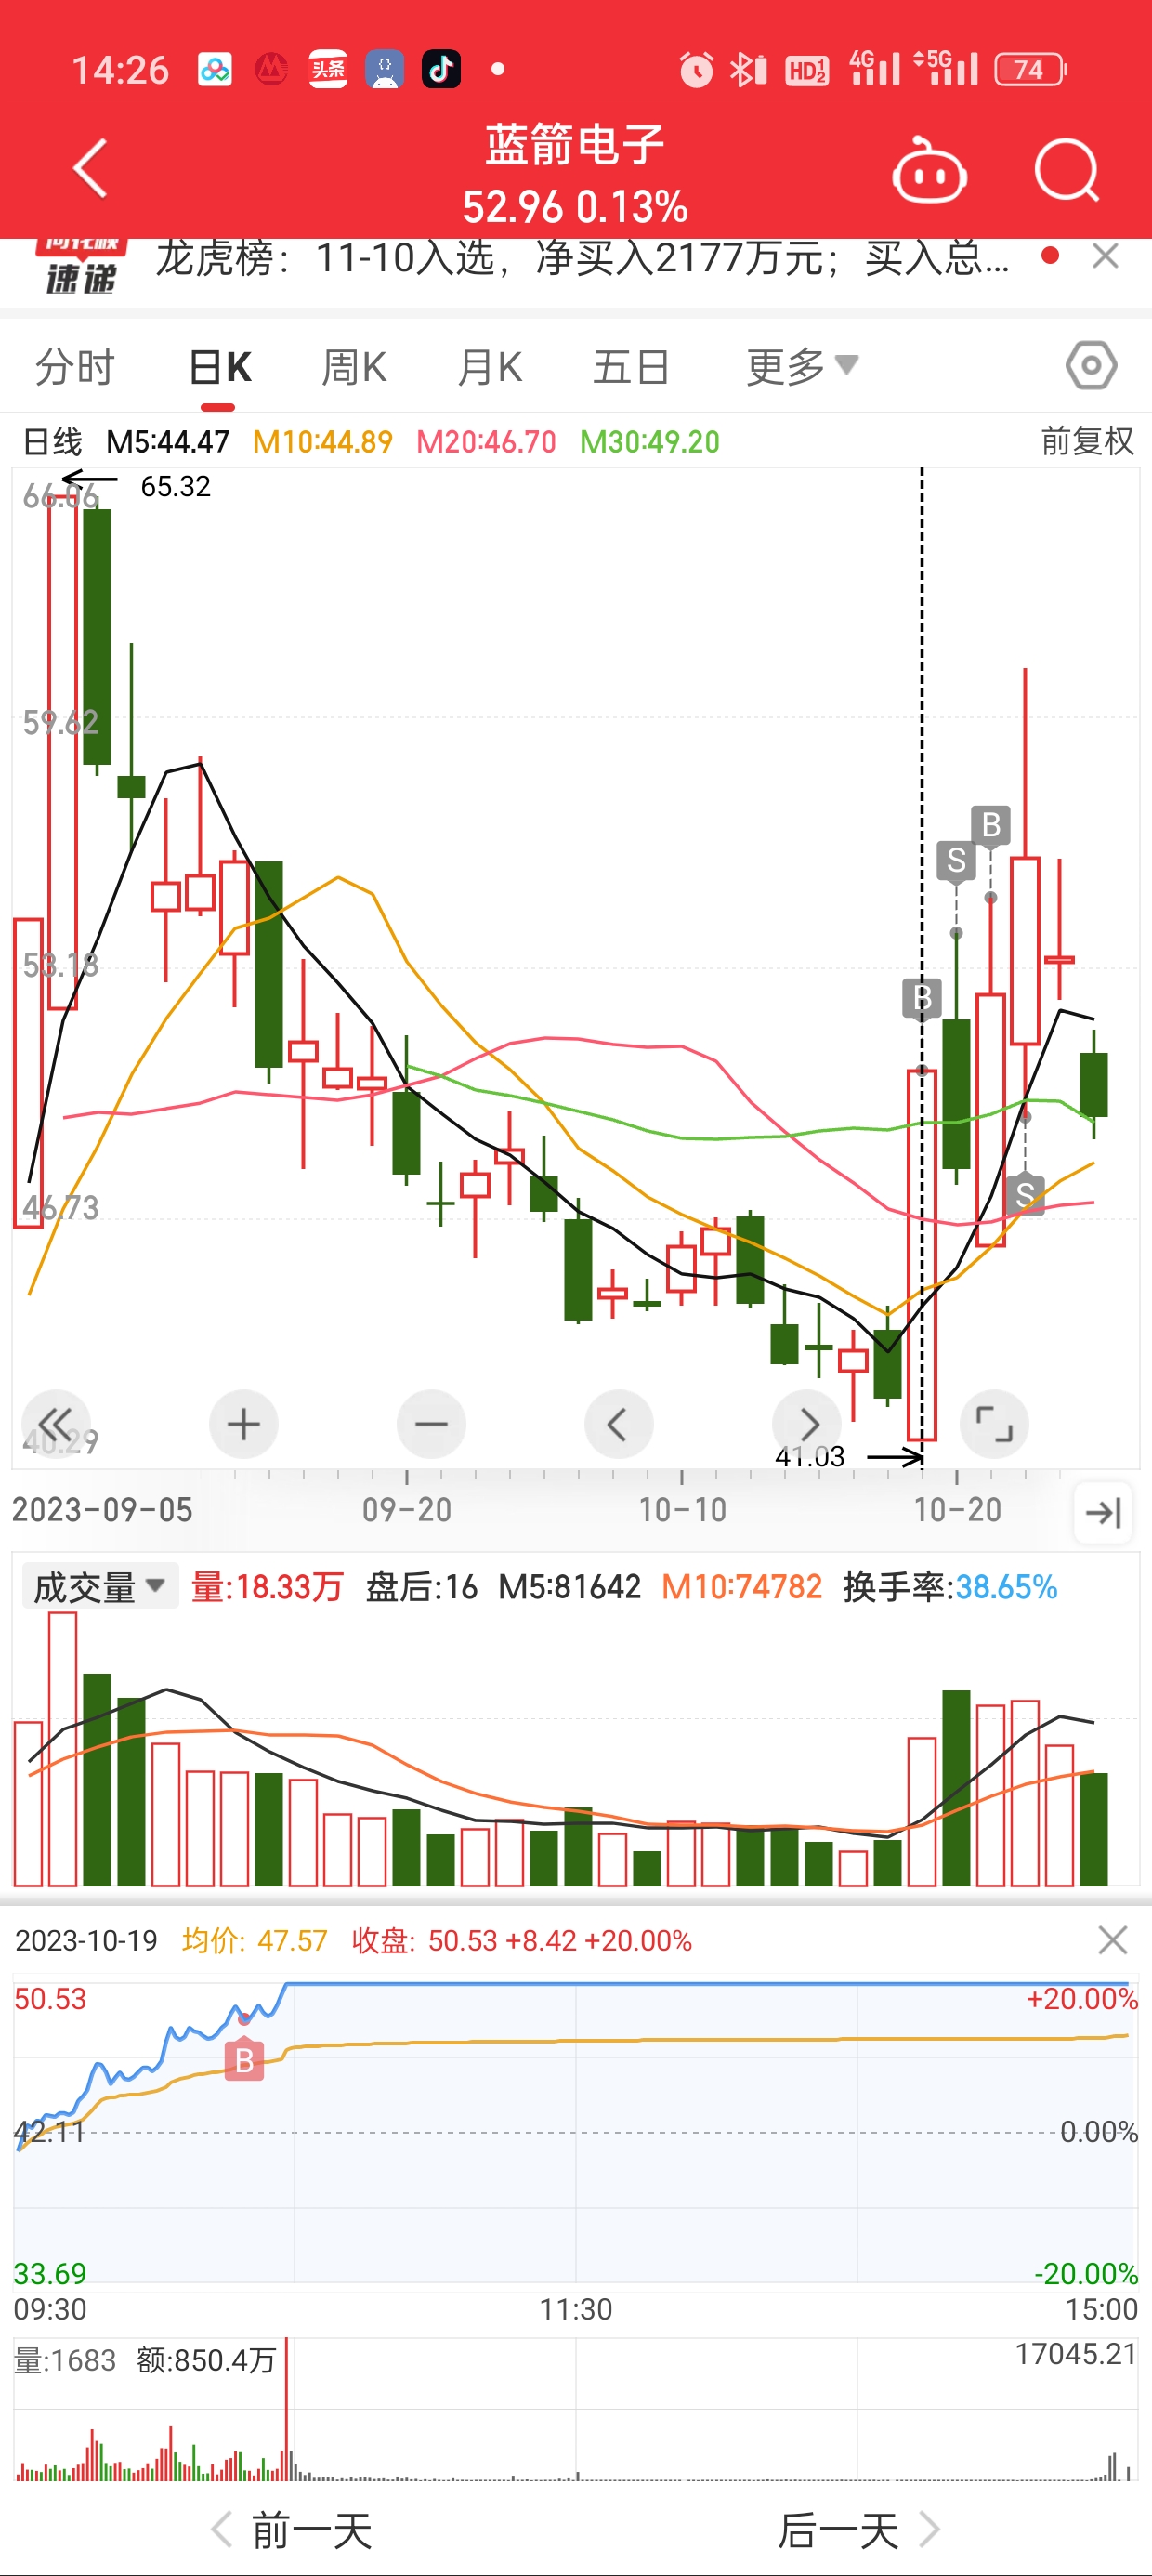 14:26 头条 HD 1 2 4G 5G 74
蓝箭电子
52.96 0.13%
速递 龙虎榜：11-10入选，净买入2177万元；买入总...
分时 日K 周K 月K 五日 更多
日线 M5:44.47 M10:44.89 M20:46.70 M30:49.20 前复权
65.32
66.06
59.62
B
S
53.18
B
S
46.73
40.29
41.03
2023-09-05 09-20 10-10 10-20
成交量 量:18.33万 盘后:16 M5:81642 M10:74782 换手率:38.65%
2023-10-19 均价: 47.57 收盘: 50.53 +8.42 +20.00%
50.53 +20.00%
B
42.11 0.00%
33.69 -20.00%
09:30 11:30 15:00
量:1683 额:850.4万 17045.21
前一天 后一天